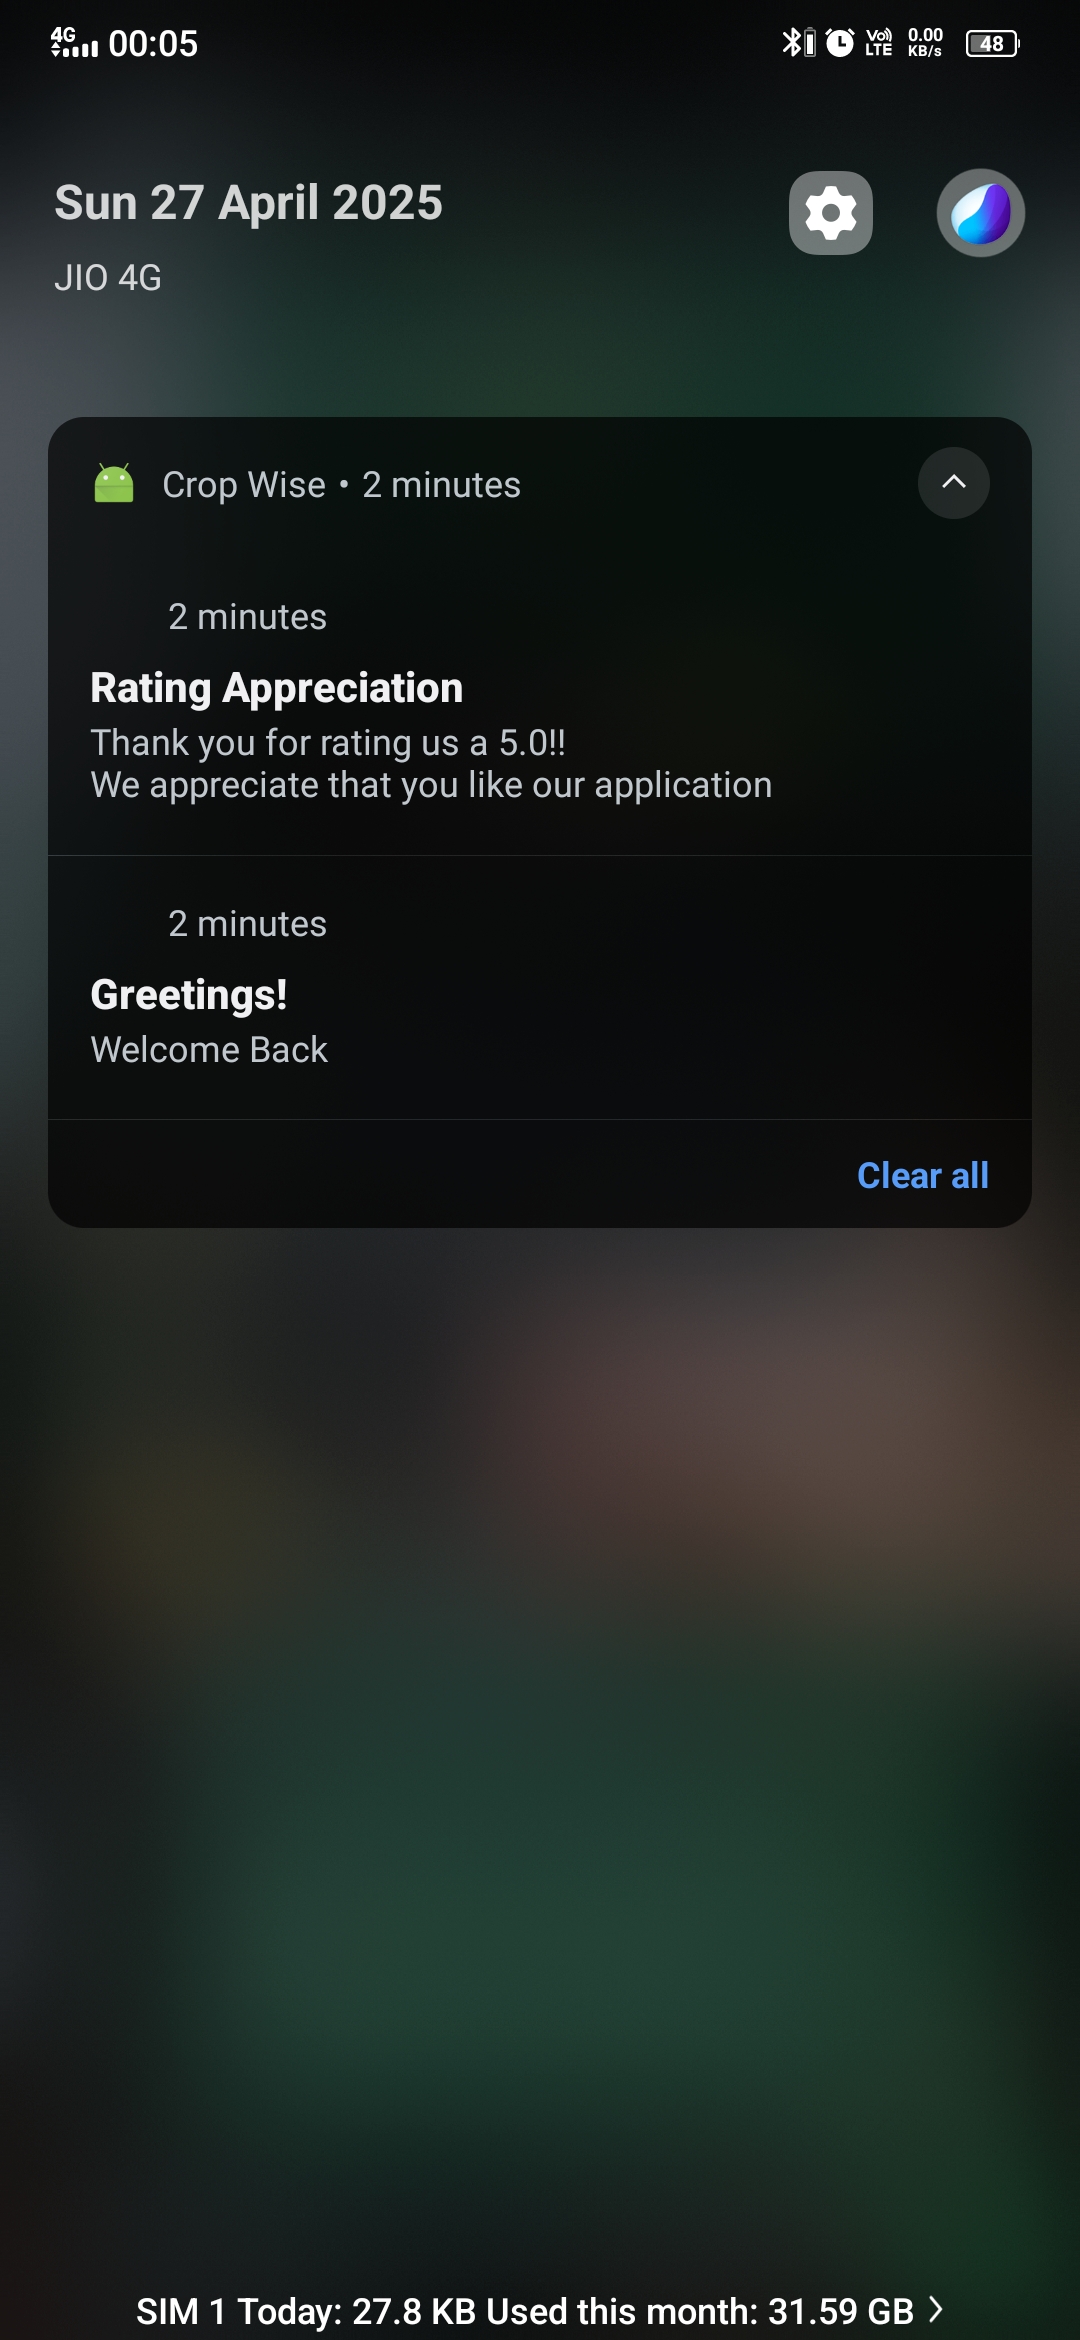 4G 00:05 Vo) LTE 0.00 KB/s 48
Sun 27 April 2025
JIO 4G
Crop Wise • 2 minutes
2 minutes
Rating Appreciation
Thank you for rating us a 5.0!!
We appreciate that you like our application
2 minutes
Greetings!
Welcome Back
Clear all
SIM 1 Today: 27.8 KB Used this month: 31.59 GB